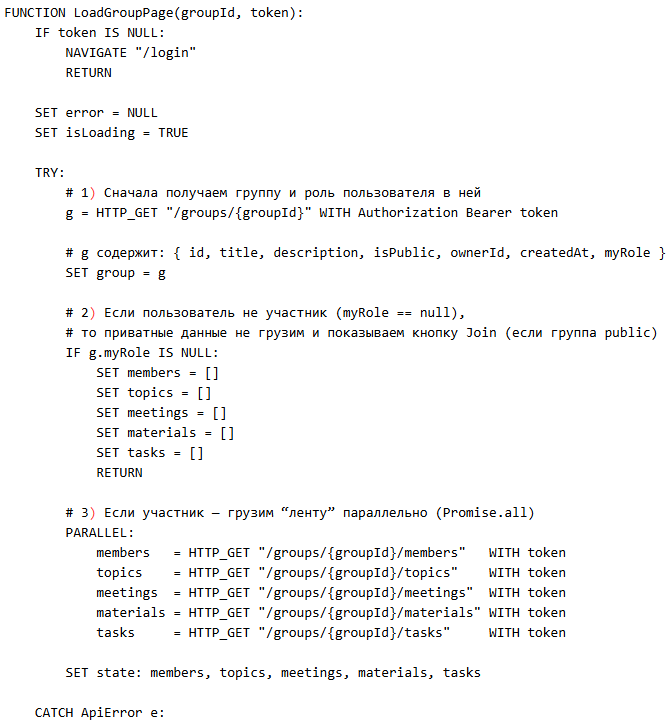 FUNCTION LoadGroupPage(groupId, token):
    IF token IS NULL:
        NAVIGATE "/login"
        RETURN

    SET error = NULL
    SET isLoading = TRUE

    TRY:
        # 1) Сначала получаем группу и роль пользователя в ней
        g = HTTP_GET "/groups/{groupId}" WITH Authorization Bearer token

        # g содержит: { id, title, description, isPublic, ownerId, createdAt, myRole }
        SET group = g

        # 2) Если пользователь не участник (myRole == null),
        # то приватные данные не грузим и показываем кнопку Join (если группа public)
        IF g.myRole IS NULL:
            SET members = []
            SET topics = []
            SET meetings = []
            SET materials = []
            SET tasks = []
            RETURN

        # 3) Если участник — грузим “ленту” параллельно (Promise.all)
        PARALLEL:
            members   = HTTP_GET "/groups/{groupId}/members"   WITH token
            topics    = HTTP_GET "/groups/{groupId}/topics"    WITH token
            meetings  = HTTP_GET "/groups/{groupId}/meetings"  WITH token
            materials = HTTP_GET "/groups/{groupId}/materials" WITH token
            tasks     = HTTP_GET "/groups/{groupId}/tasks"     WITH token

        SET state: members, topics, meetings, materials, tasks

    CATCH ApiError e: